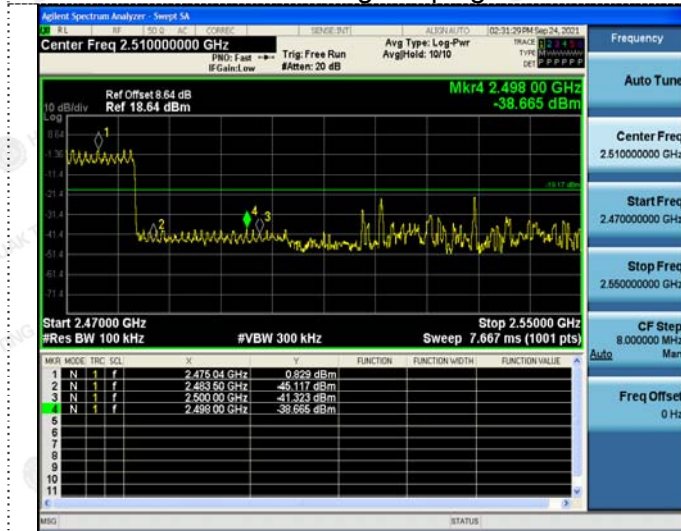 Agilent Spectrum Analyzer - Swept SA
RL RF 50 Ω AC CORREC SENSE:INT ALIGN AUTO 02:31:29 PM Sep 24, 2021
Center Freq 2.510000000 GHz
PNO: Fast
IFGain:Low
Trig: Free Run
#Atten: 20 dB
Avg Type: Log-Pwr
Avg|Hold: 10/10
TRACE 1 2 3 4 5 6
TYPE
DET P P P P P P
Mkr4 2.498 00 GHz
-38.665 dBm
Ref Offset 8.64 dB
10 dB/div Ref 18.64 dBm
Log
8.64
-1.36
-11.4
-21.4
-31.4
-41.4
-51.4
-61.4
-71.4
-19.17 dBm
1
2
4
3
Start 2.47000 GHz Stop 2.55000 GHz
#Res BW 100 kHz #VBW 300 kHz Sweep 7.667 ms (1001 pts)
MKR MODE TRC SCL X Y FUNCTION FUNCTION WIDTH FUNCTION VALUE
1 N 1 f 2.475 04 GHz 0.829 dBm
2 N 1 f 2.483 50 GHz -45.117 dBm
3 N 1 f 2.500 00 GHz -41.323 dBm
4 N 1 f 2.498 00 GHz -38.665 dBm
5
6
7
8
9
10
11
MSG STATUS
Frequency
Auto Tune
Center Freq
2.510000000 GHz
Start Freq
2.470000000 GHz
Stop Freq
2.550000000 GHz
CF Step
8.000000 MHz
Auto Man
Freq Offset
0 Hz